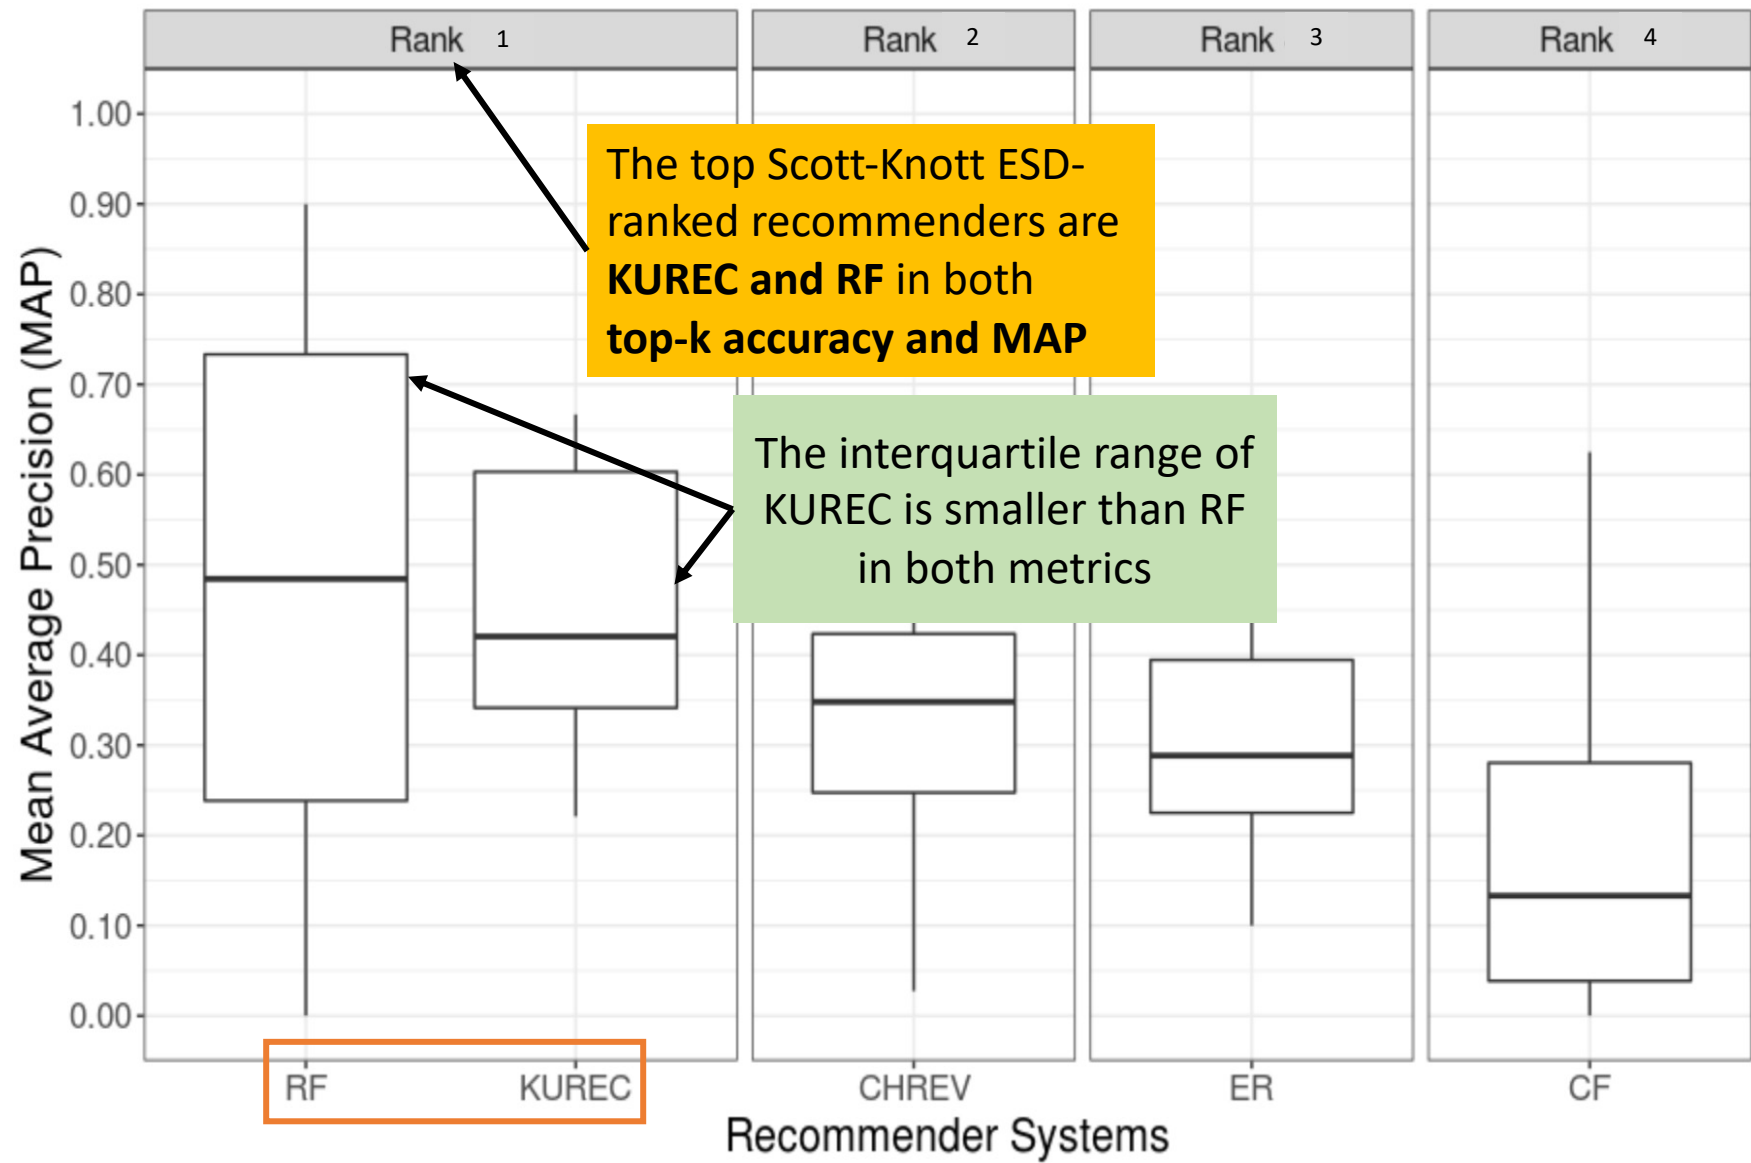 Rank 1
Rank 2
Rank 3
Rank 4
Mean Average Precision (MAP)
1.00
0.90
0.80
0.70
0.60
0.50
0.40
0.30
0.20
0.10
0.00
The top Scott-Knott ESD-
ranked recommenders are
KUREC and RF in both
top-k accuracy and MAP
The interquartile range of
KUREC is smaller than RF
in both metrics
RF
KUREC
CHREV
ER
CF
Recommender Systems